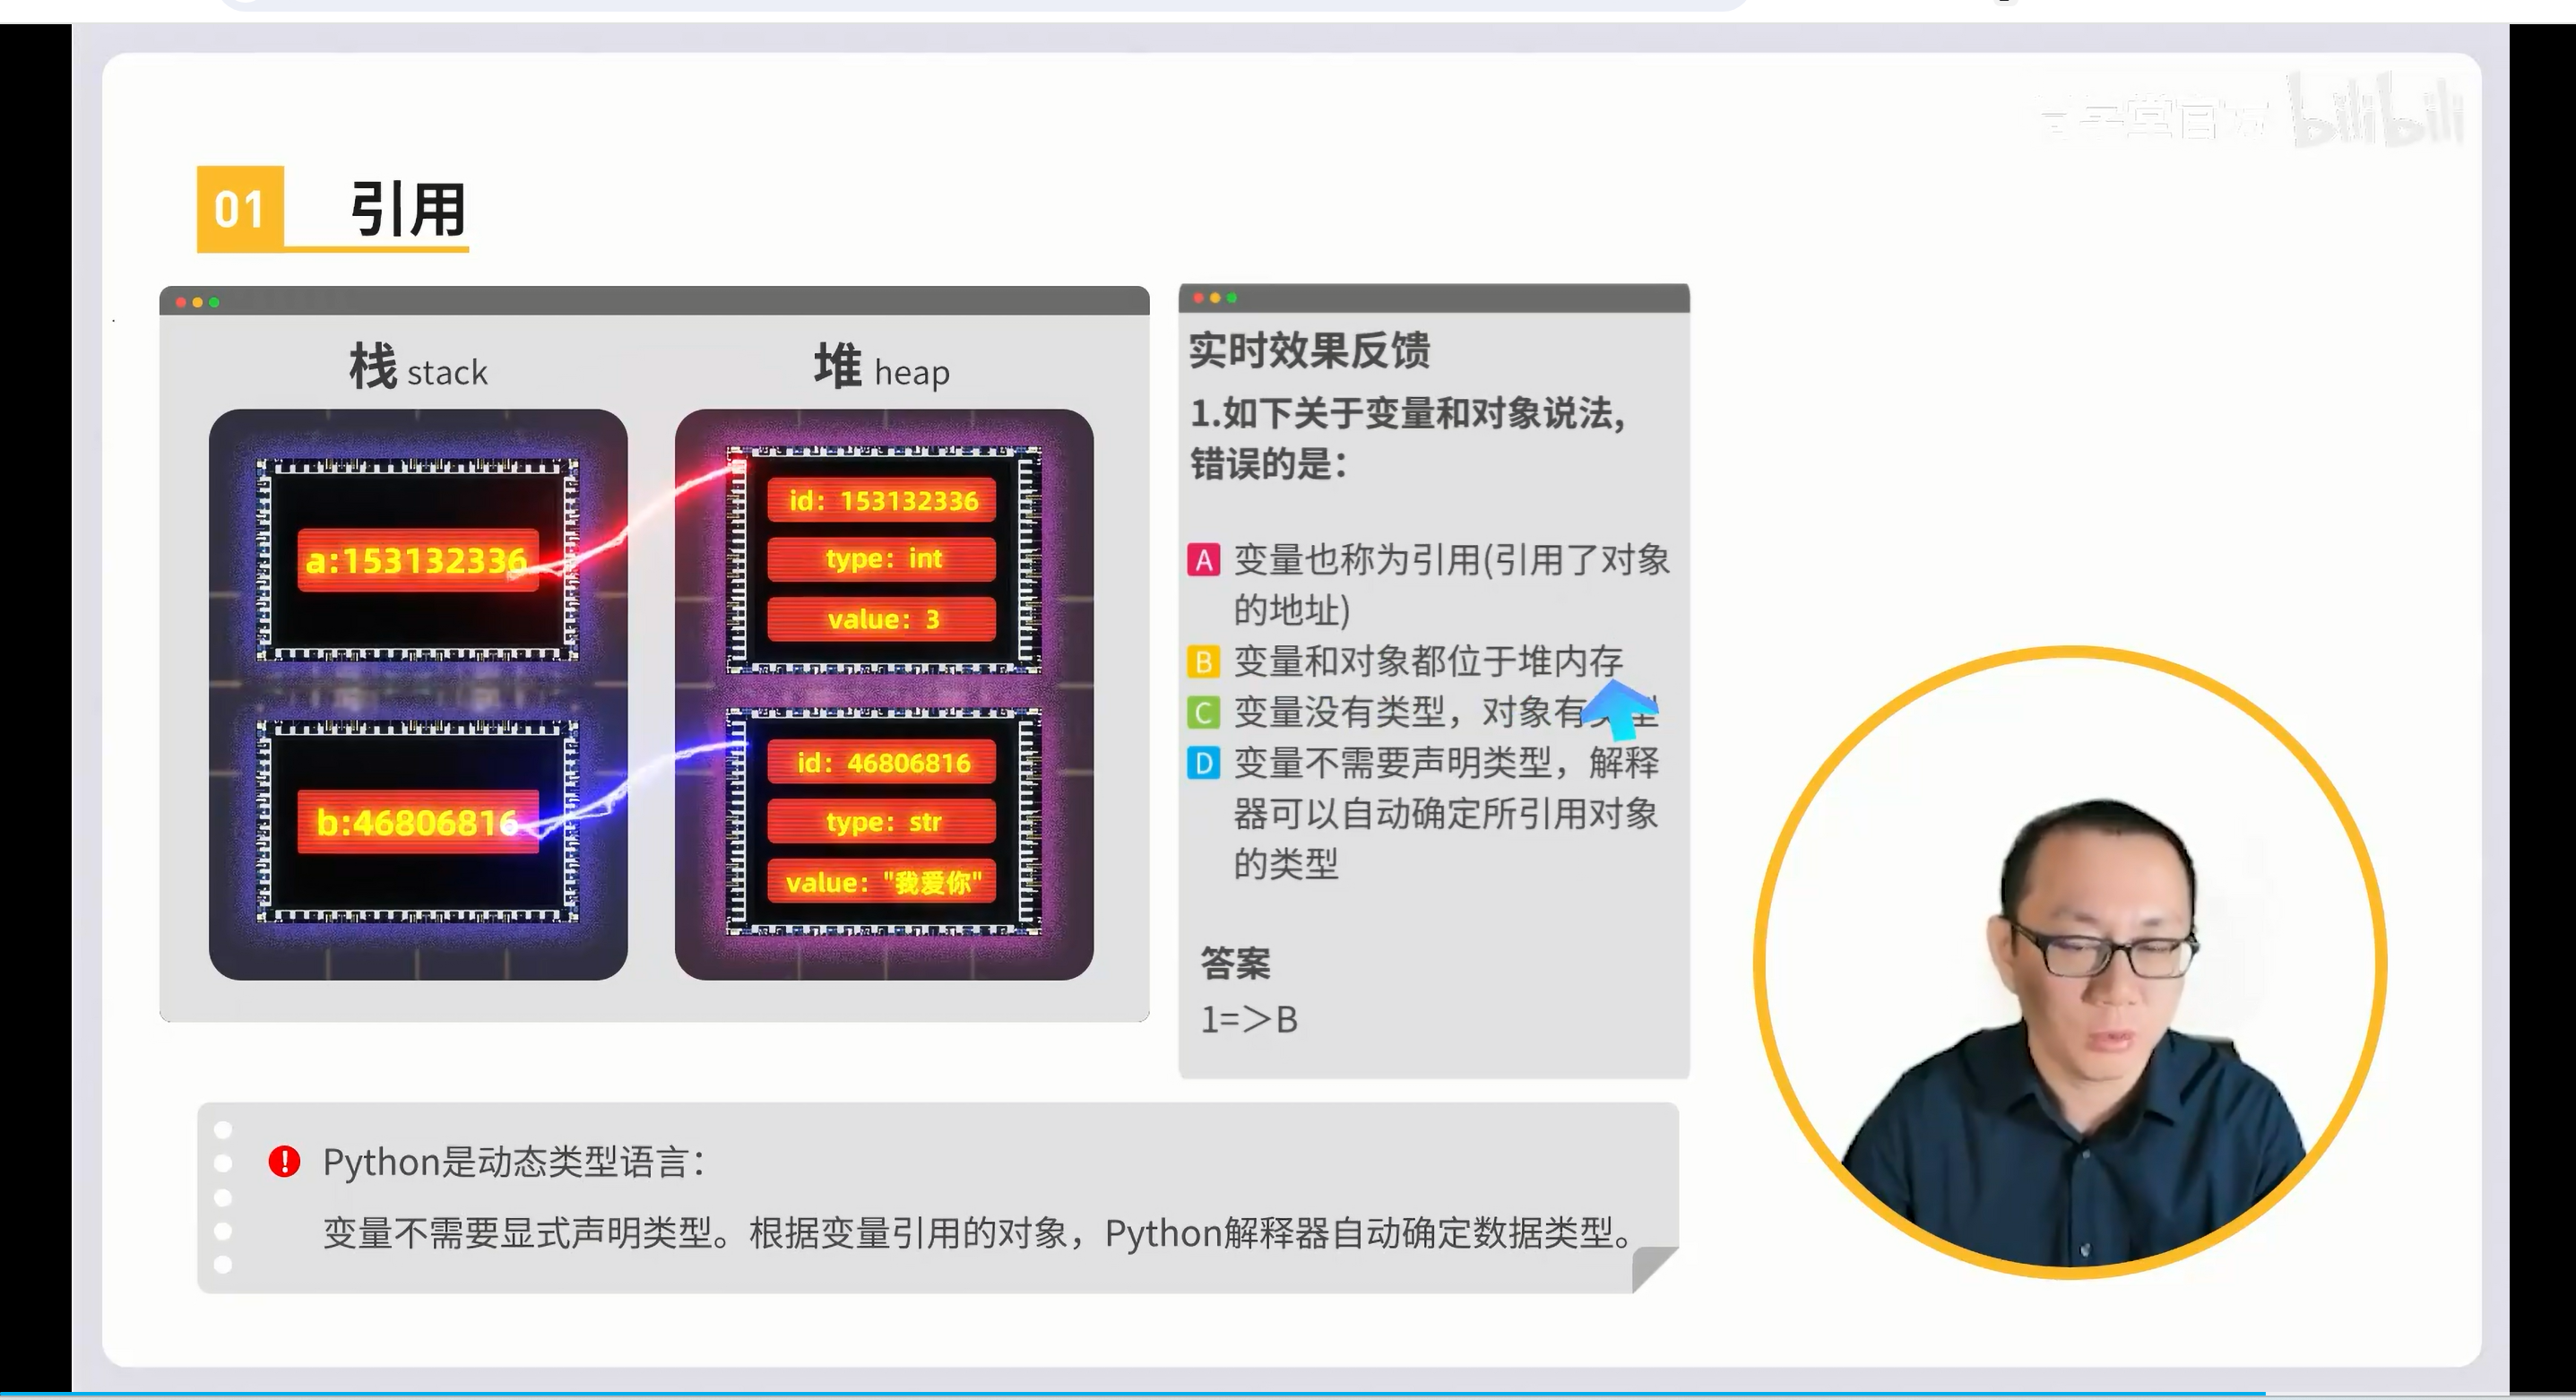 bilibili
01 引用
栈 stack
堆 heap
a:153132336
id: 153132336
type: int
value: 3
b:46806816
id: 46806816
type: str
value: "我爱你"
实时效果反馈
1.如下关于变量和对象说法,
错误的是:
A 变量也称为引用(引用了对象
的地址)
B 变量和对象都位于堆内存
C 变量没有类型，对象有
D 变量不需要声明类型，解释
器可以自动确定所引用对象
的类型
答案
1=>B
! Python是动态类型语言：
变量不需要显式声明类型。根据变量引用的对象，Python解释器自动确定数据类型。